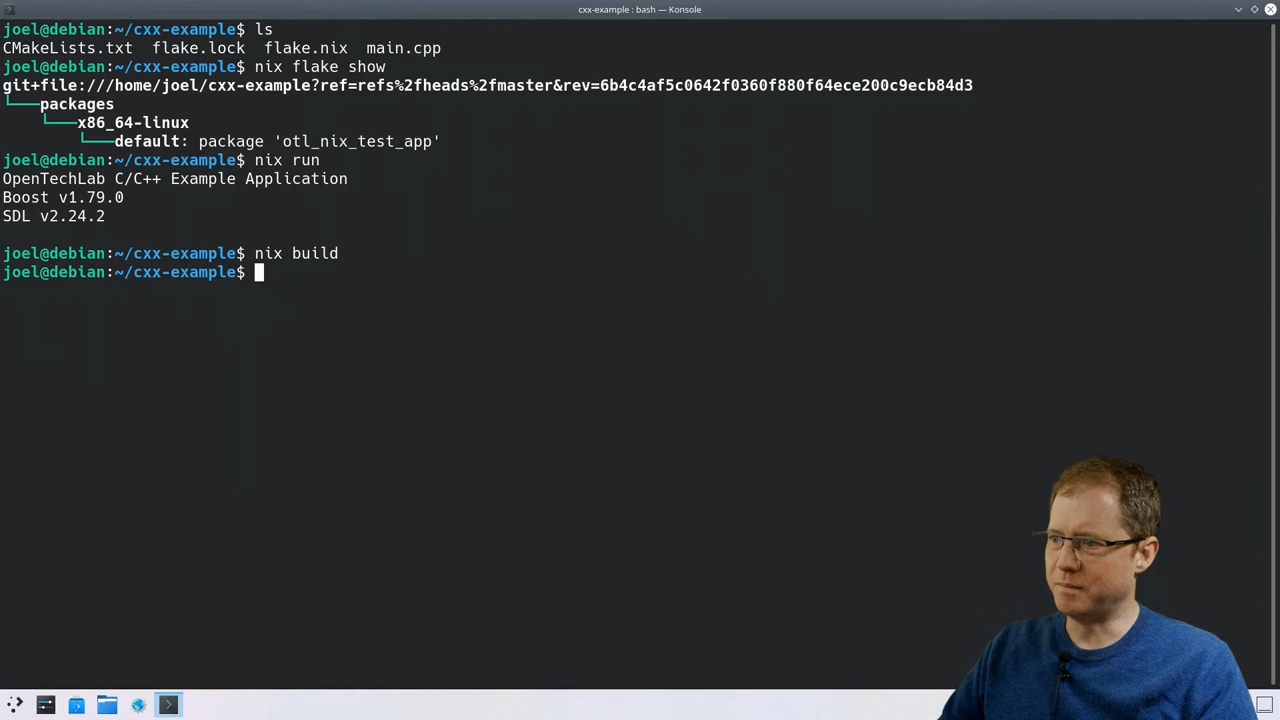 cxx-example : bash — Konsole
joel@debian:~/cxx-example$ ls
CMakeLists.txt  flake.lock  flake.nix  main.cpp
joel@debian:~/cxx-example$ nix flake show
git+file:///home/joel/cxx-example?ref=refs%2fheads%2fmaster&rev=6b4c4af5c0642f0360f880f64ece200c9ecb84d3
└───packages
    └───x86_64-linux
        └───default: package 'otl_nix_test_app'
joel@debian:~/cxx-example$ nix run
OpenTechLab C/C++ Example Application
Boost v1.79.0
SDL v2.24.2
joel@debian:~/cxx-example$ nix build
joel@debian:~/cxx-example$